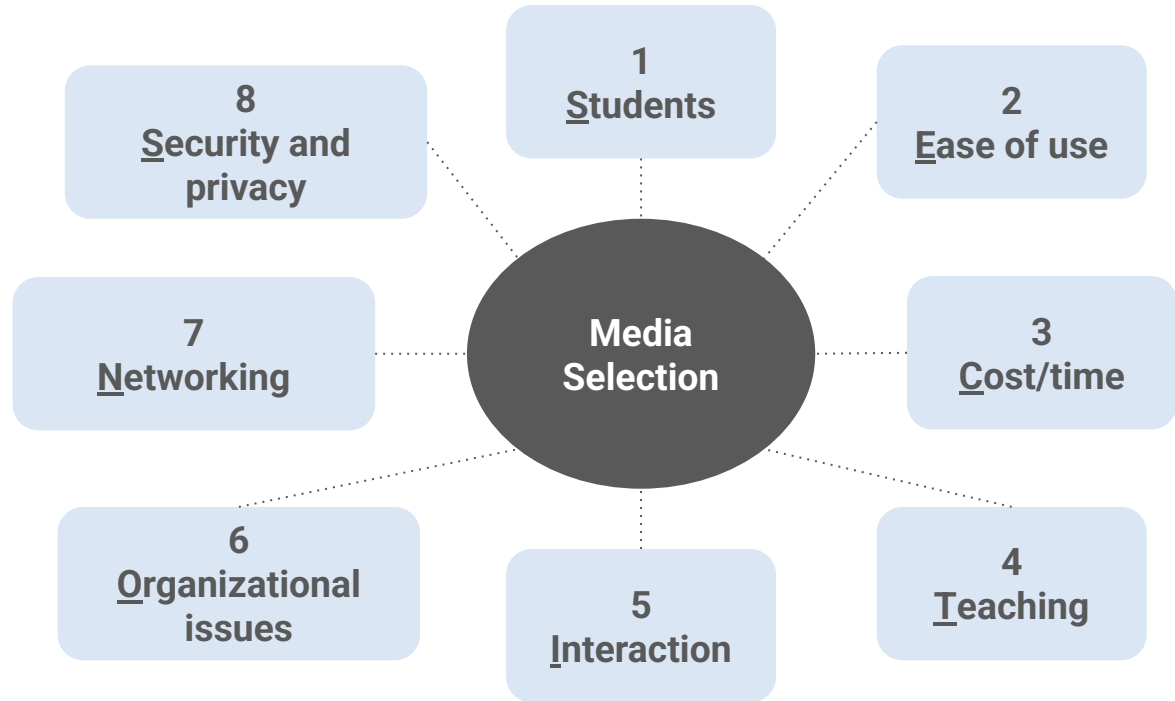 1
Students
2
Ease of use
3
Cost/time
4
Teaching
5
Interaction
6
Organizational
issues
7
Networking
8
Security and
privacy
Media
Selection